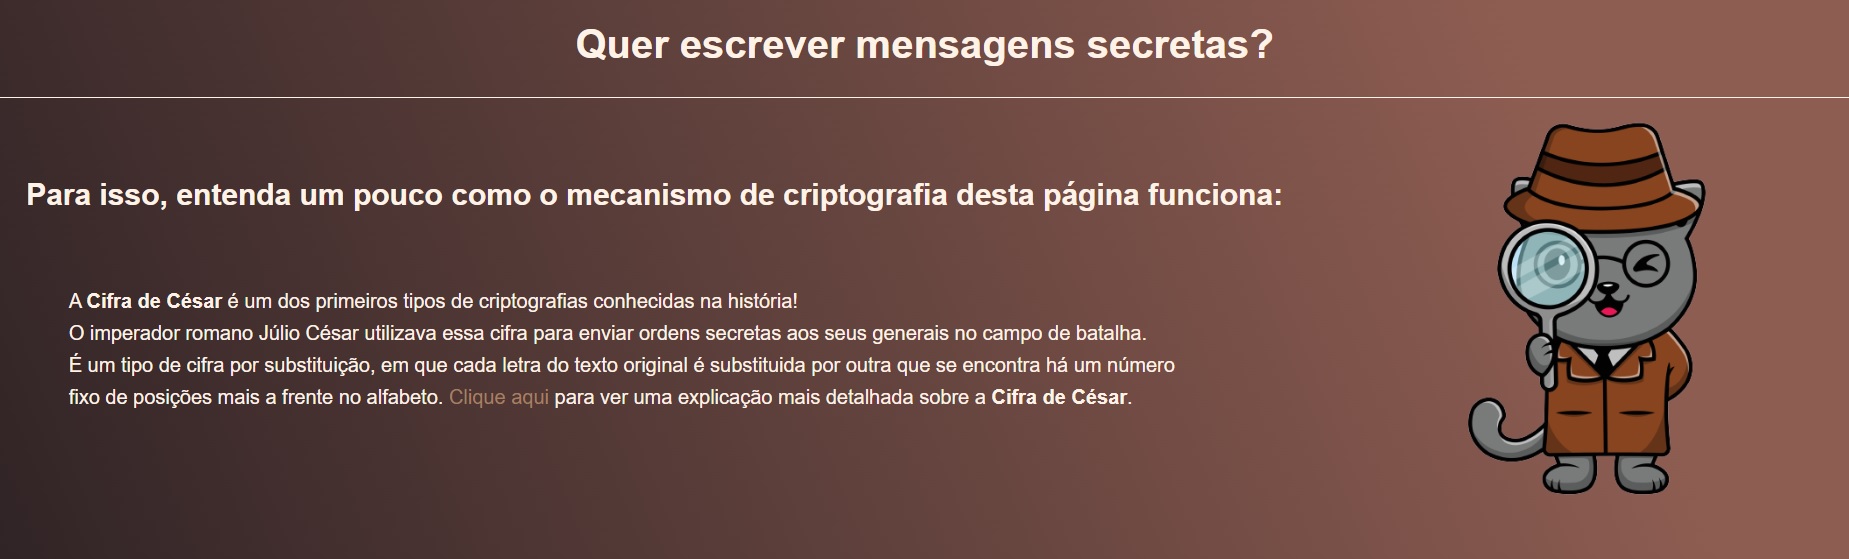 Quer escrever mensagens secretas?
Para isso, entenda um pouco como o mecanismo de criptografia desta página funciona:
A Cifra de César é um dos primeiros tipos de criptografias conhecidas na história!
O imperador romano Júlio César utilizava essa cifra para enviar ordens secretas aos seus generais no campo de batalha.
É um tipo de cifra por substituição, em que cada letra do texto original é substituida por outra que se encontra há um número
fixo de posições mais a frente no alfabeto. Clique aqui para ver uma explicação mais detalhada sobre a Cifra de César.